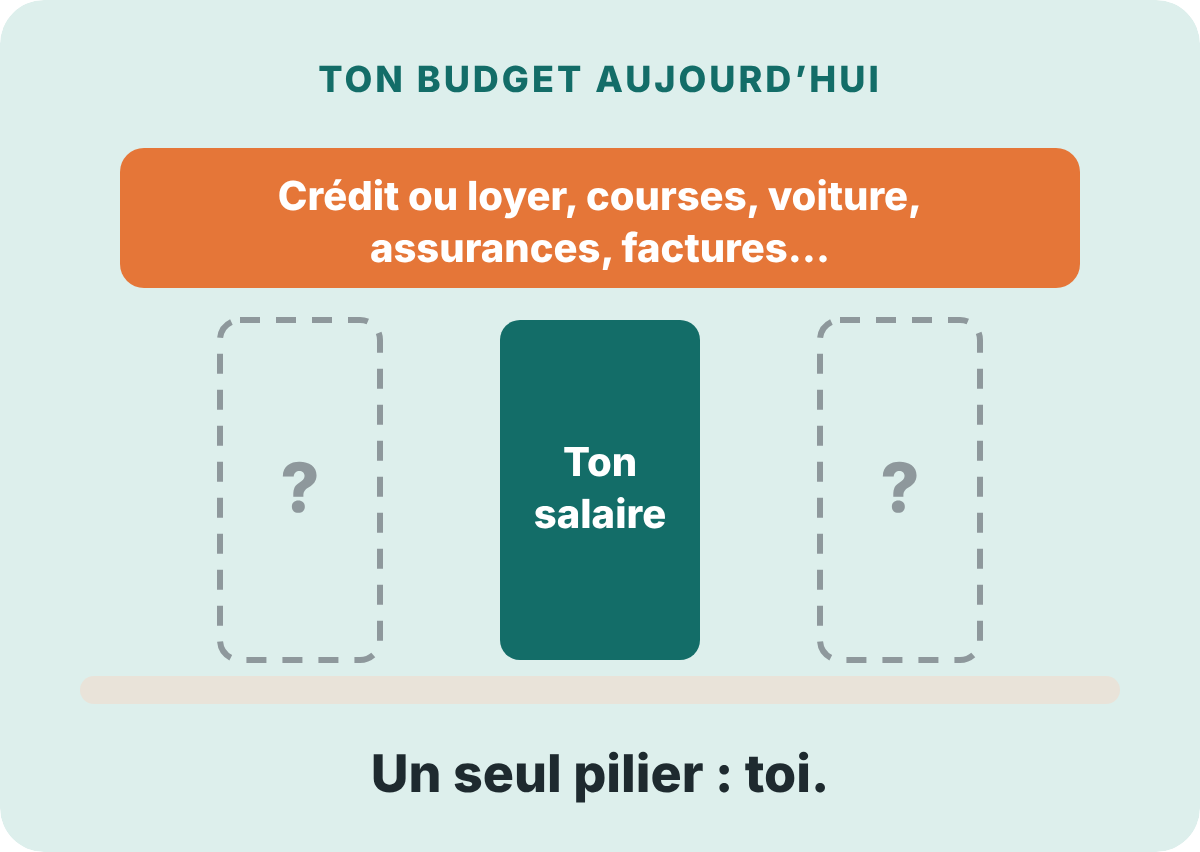 TON BUDGET AUJOURD’HUI
Crédit ou loyer, courses, voiture,
assurances, factures…
?
Ton
salaire
?
Un seul pilier : toi.